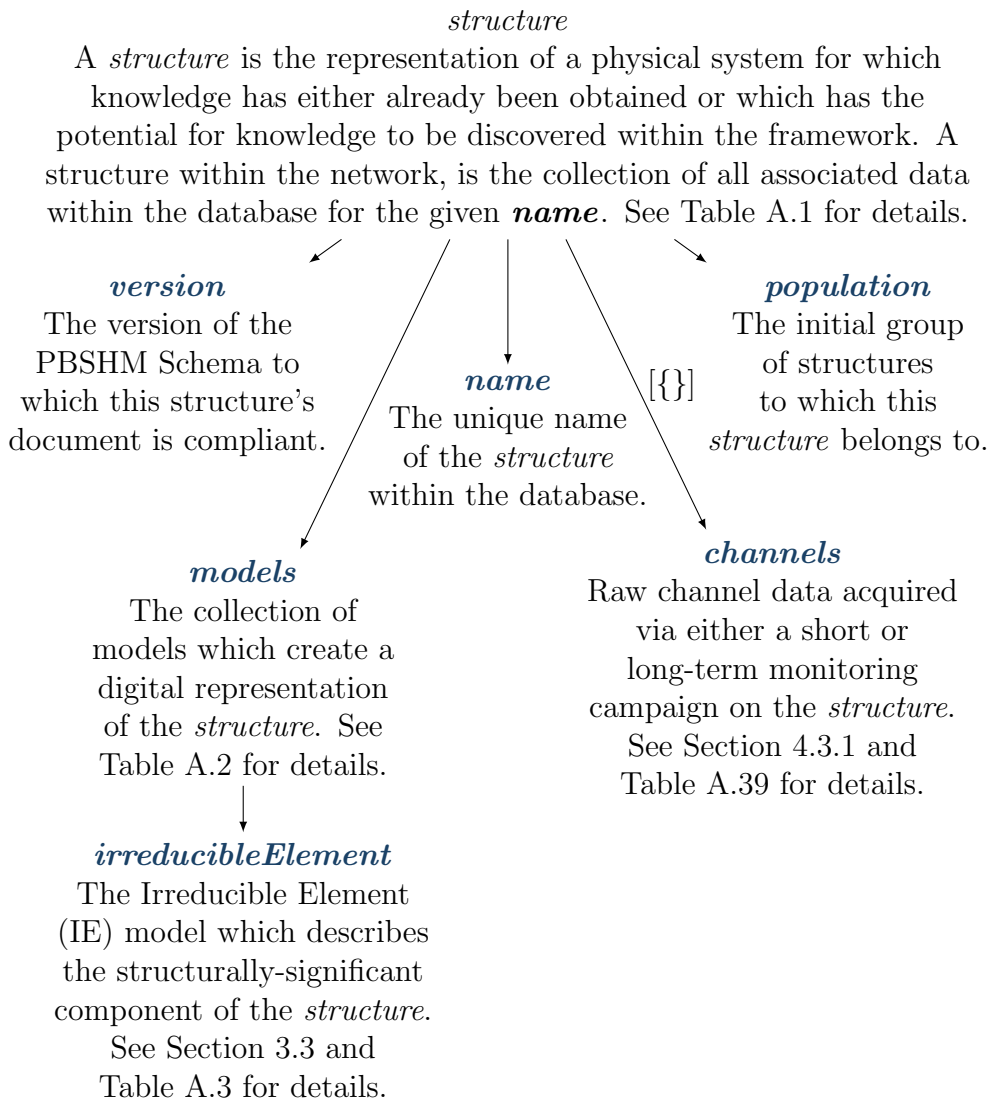 structure
A structure is the representation of a physical system for which
knowledge has either already been obtained or which has the
potential for knowledge to be discovered within the framework. A
structure within the network, is the collection of all associated data
within the database for the given name. See Table A.1 for details.
version
The version of the
PBSHM Schema to
which this structure's
document is compliant.
name
The unique name
of the structure
within the database.
[{}]
population
The initial group
of structures
to which this
structure belongs to.
models
The collection of
models which create a
digital representation
of the structure. See
Table A.2 for details.
channels
Raw channel data acquired
via either a short or
long-term monitoring
campaign on the structure.
See Section 4.3.1 and
Table A.39 for details.
irreducibleElement
The Irreducible Element
(IE) model which describes
the structurally-significant
component of the structure.
See Section 3.3 and
Table A.3 for details.